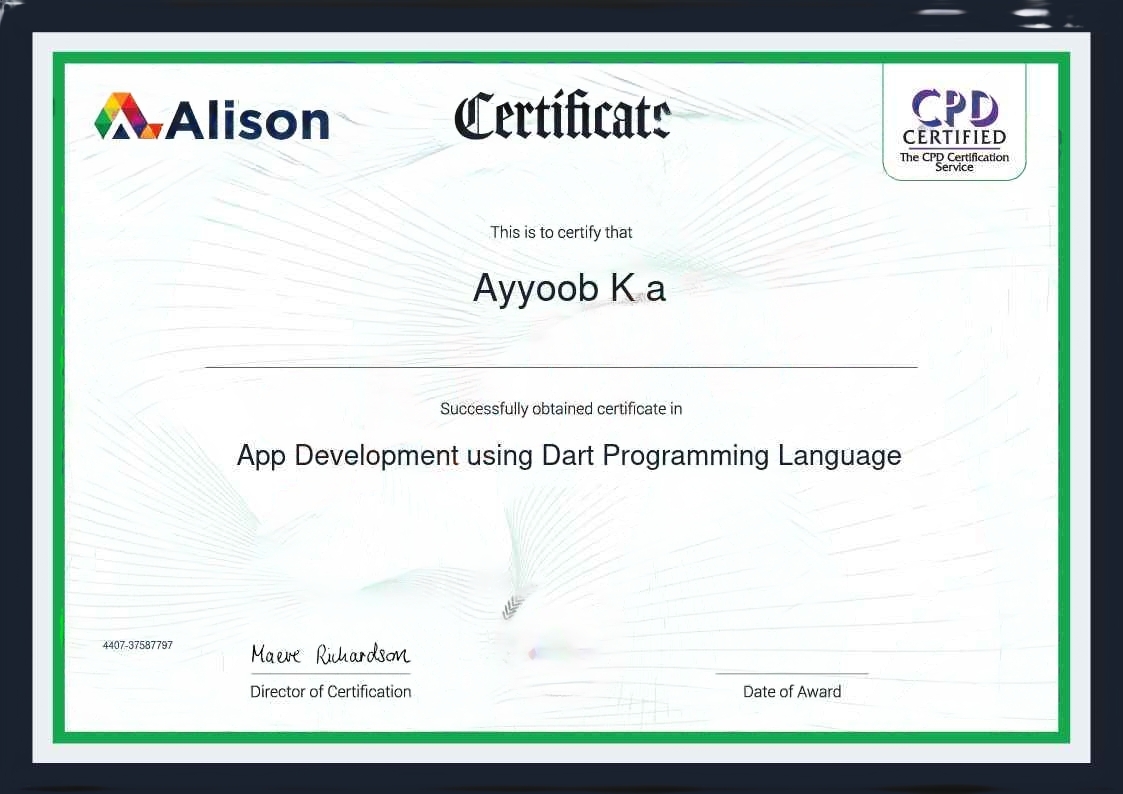 Alison
Certificate
CPD
CERTIFIED
The CPD Certification
Service
This is to certify that
Ayyoob K a
Successfully obtained certificate in
App Development using Dart Programming Language
4407-37587797
Maeve Richardson
Director of Certification
Date of Award